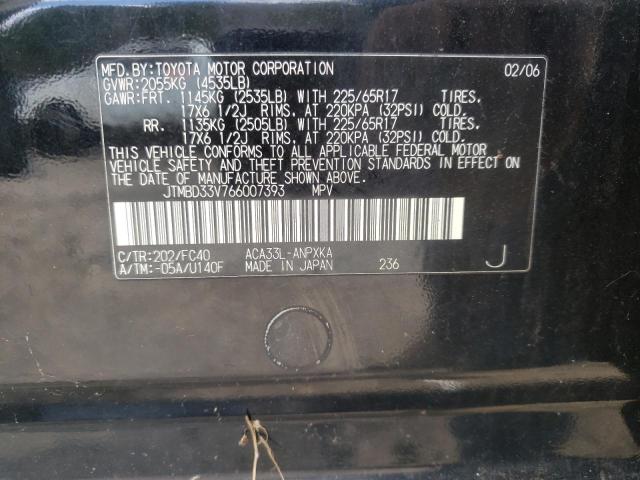 MFD. BY: TOYOTA MOTOR CORPORATION 02/06
GVWR: 2055KG (4535LB)
GAWR: FRT. 1145KG (2535LB) WITH 225/65R17 TIRES,
17X6 1/2J RIMS, AT 220KPA (32PSI) COLD.
RR. 1135KG (2505LB) WITH 225/65R17 TIRES,
17X6 1/2J RIMS, AT 220KPA (32PSI) COLD.
THIS VEHICLE CONFORMS TO ALL APPLICABLE FEDERAL MOTOR
VEHICLE SAFETY AND THEFT PREVENTION STANDARDS IN EFFECT ON
THE DATE OF MANUFACTURE SHOWN ABOVE.
JTMBD33V766007393 MPV
C/TR: 202/FC40 ACA33L-ANPXKA
A/TM: -05A/U140F MADE IN JAPAN 236 J